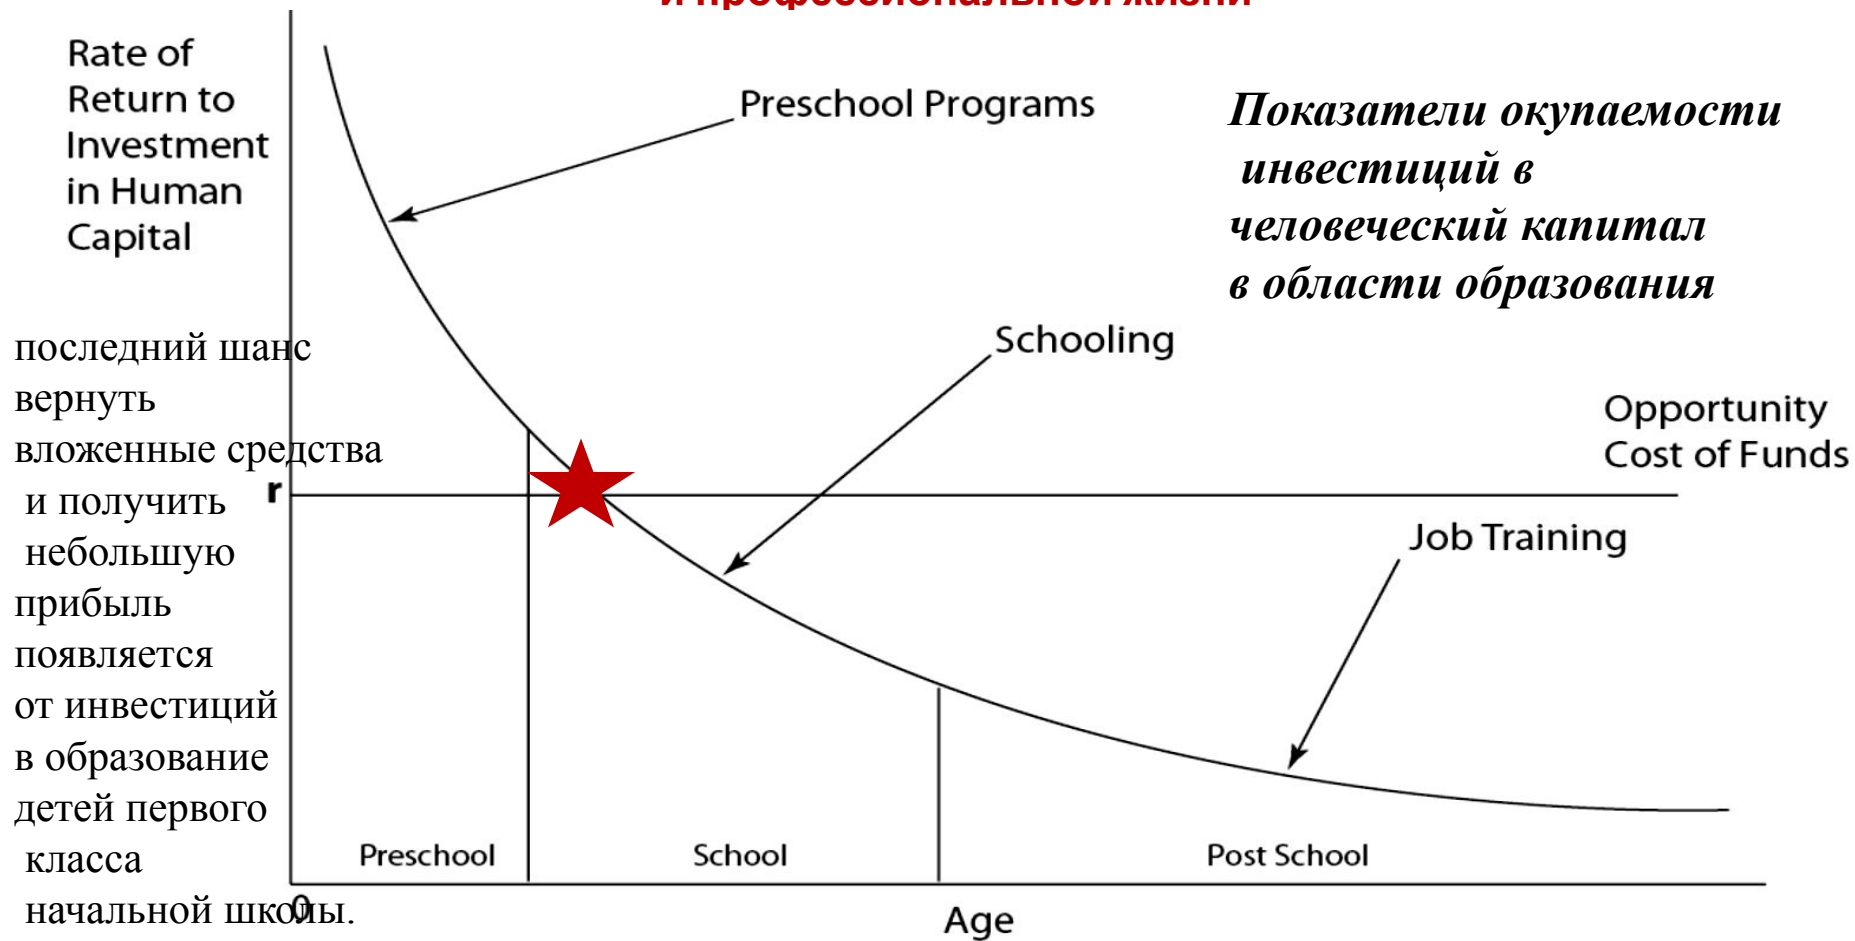 и профессиональной жизни
Rate of
Return to
Investment
in Human
Capital
Preschool Programs
Показатели окупаемости
инвестиций в
человеческий капитал
в области образования
последний шанс
вернуть
вложенные средства
и получить
небольшую
прибыль
появляется
от инвестиций
в образование
детей первого
класса
начальной школы.
Schooling
Opportunity
Cost of Funds
r
Job Training
Preschool
School
Post School
0
Age